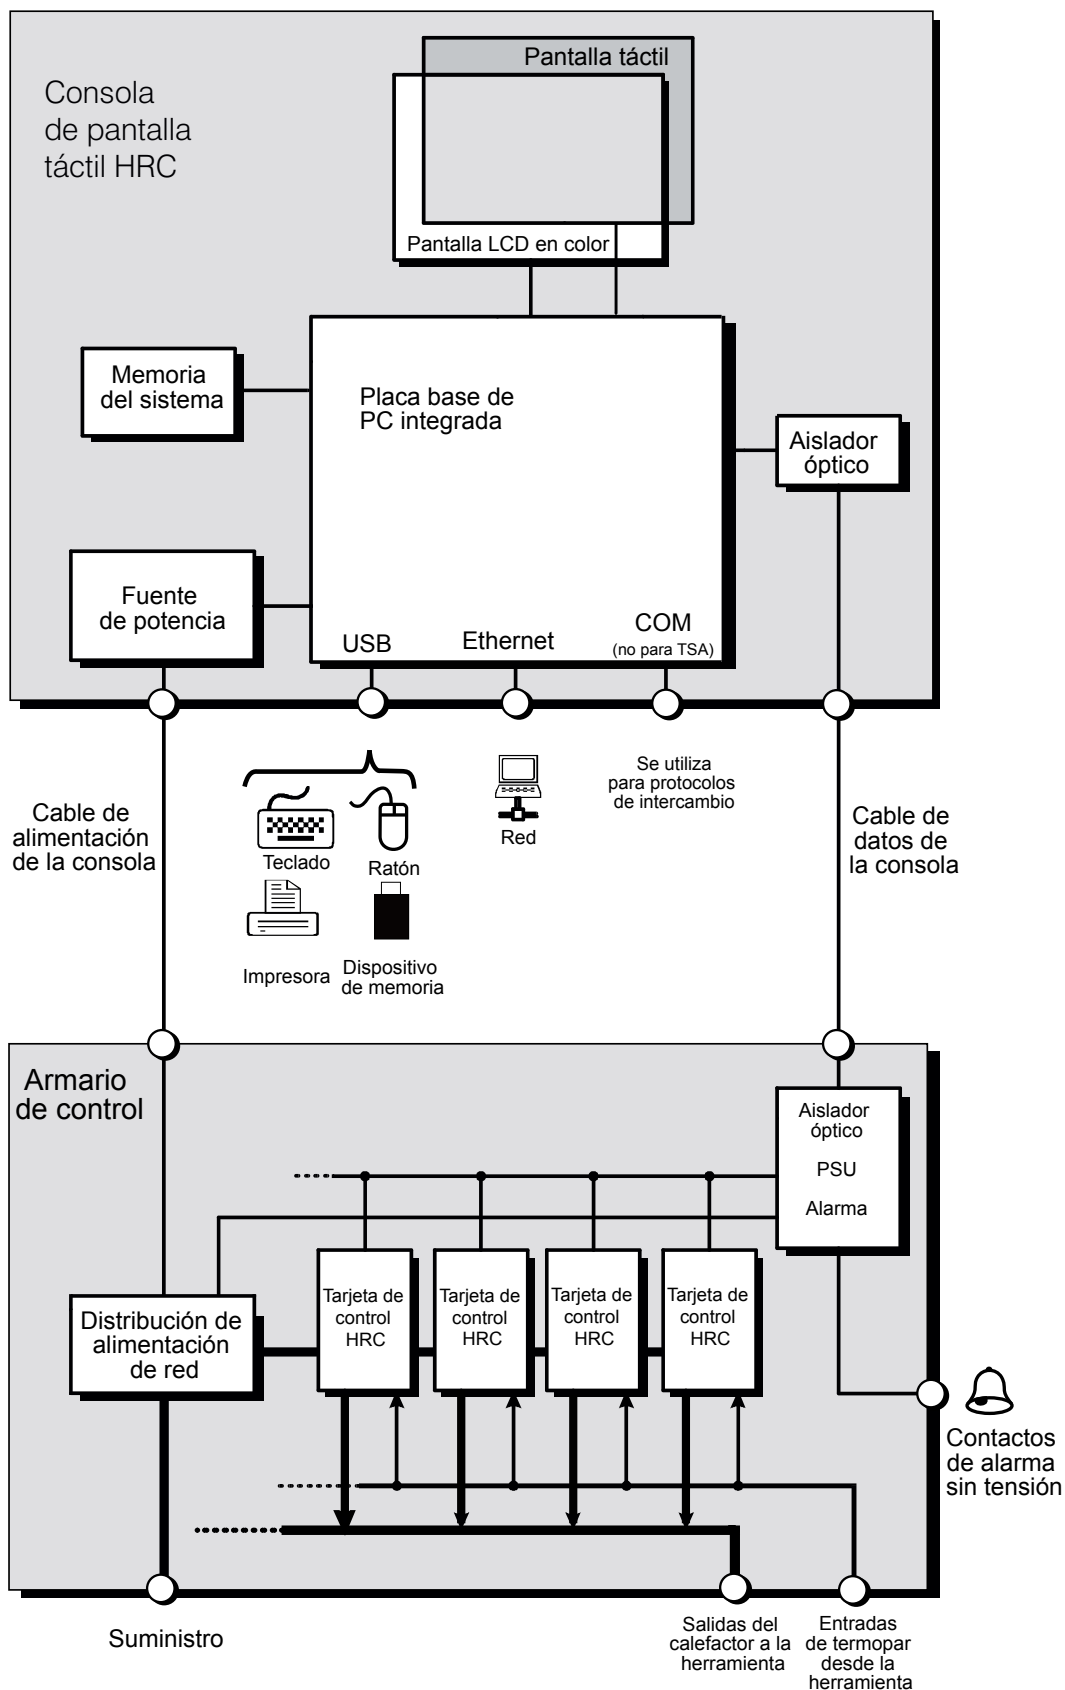 Pantalla táctil
Consola
de pantalla
táctil HRC
Pantalla LCD en color
Memoria
del sistema
Placa base de
PC integrada
Aislador
óptico
Fuente
de potencia
USB
Ethernet
COM
(no para TSA)
Cable de
alimentación
de la consola
Teclado
Ratón
Impresora
Dispositivo
de memoria
Red
Se utiliza
para protocolos
de intercambio
Cable de
datos de
la consola
Armario
de control
Aislador
óptico
PSU
Alarma
Distribución de
alimentación
de red
Tarjeta de
control
HRC
Tarjeta de
control
HRC
Tarjeta de
control
HRC
Tarjeta de
control
HRC
Contactos
de alarma
sin tensión
Suministro
Salidas del
calefactor a la
herramienta
Entradas
de termopar
desde la
herramienta